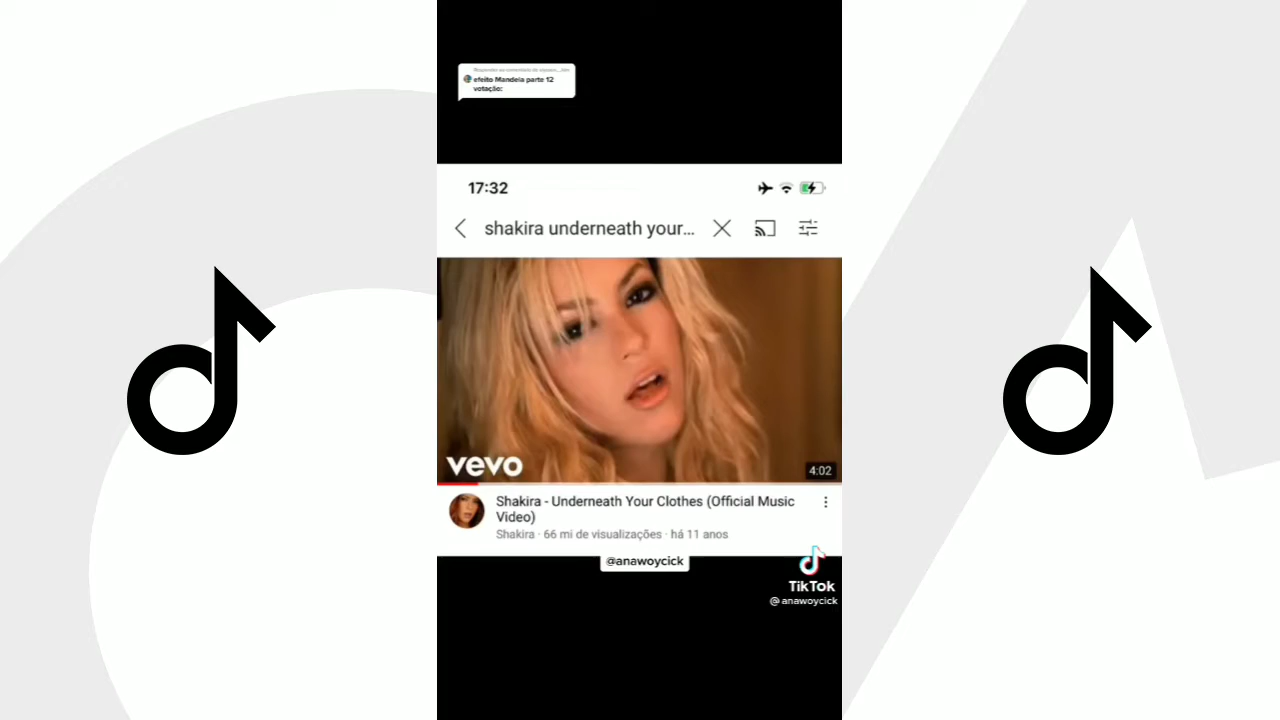 efeito Mandela parte 12
votação:
17:32
shakira underneath your...
vevo
4:02
Shakira - Underneath Your Clothes (Official Music
Video)
Shakira · 66 mi de visualizações · há 11 anos
@anawoycick
TikTok
@anawoycick